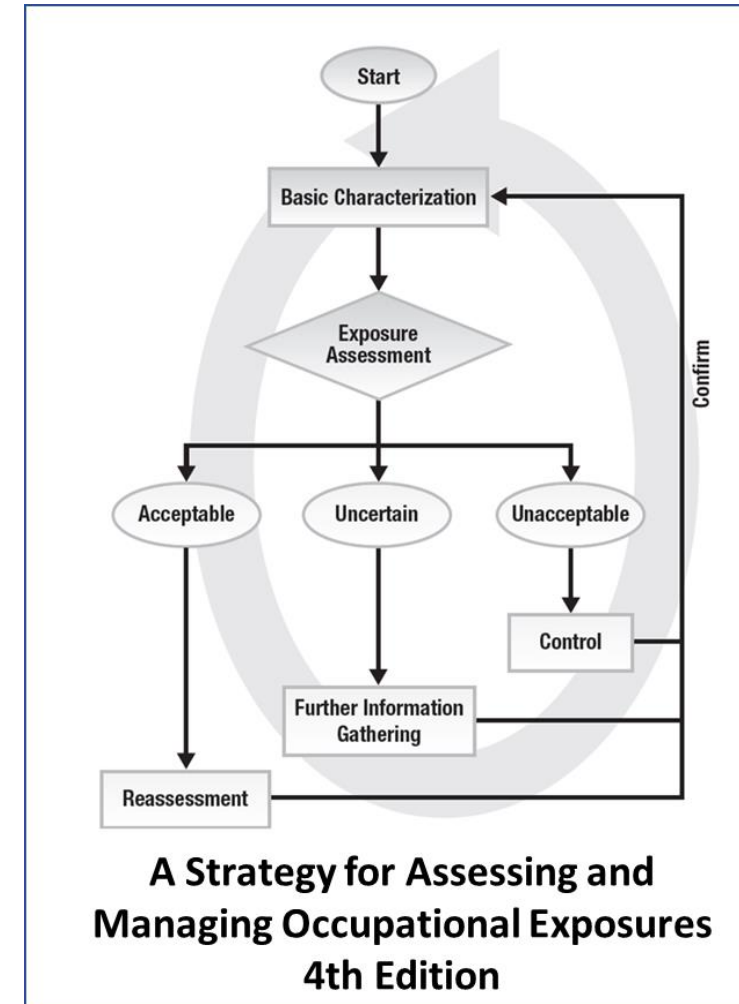 Start
Basic Characterization
Exposure
Assessment
Confirm
Acceptable
Uncertain
Unacceptable
Control
Further Information
Gathering
Reassessment
A Strategy for Assessing and
Managing Occupational Exposures
4th Edition